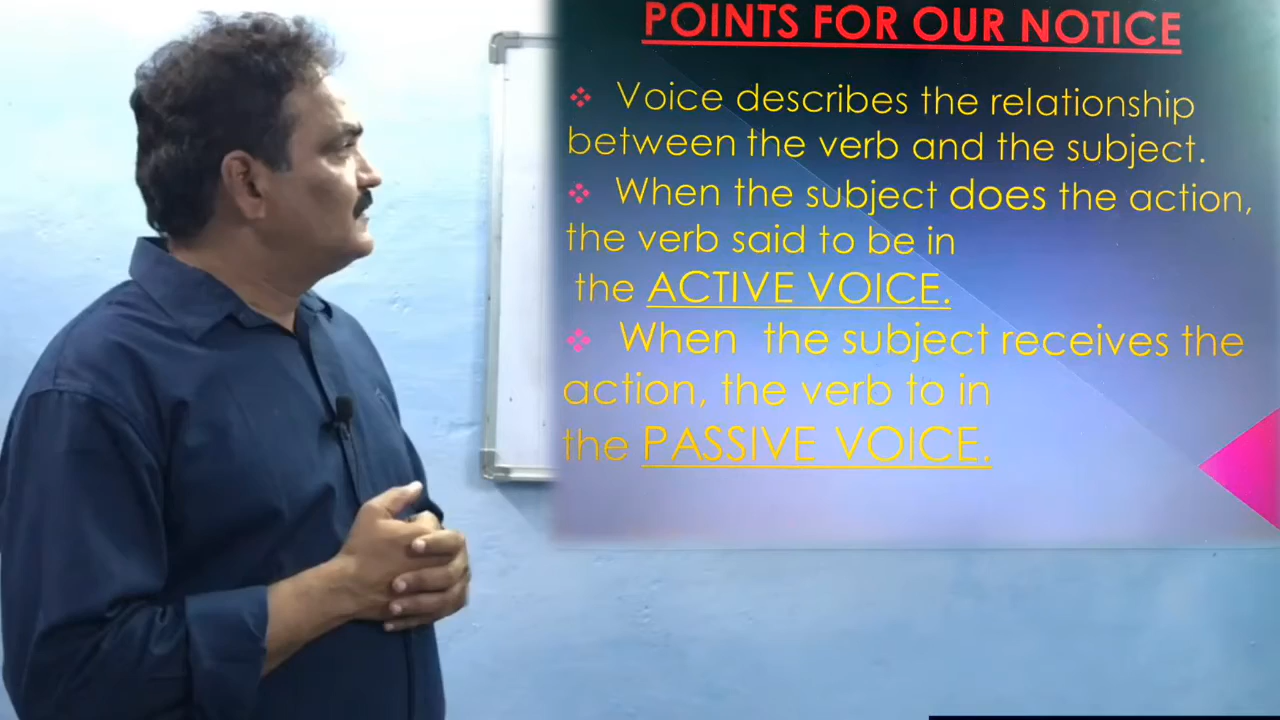 POINTS FOR OUR NOTICE
Voice describes the relationship
between the verb and the subject.
When the subject does the action,
the verb said to be in
the ACTIVE VOICE.
When the subject receives the
action, the verb to in
the PASSIVE VOICE.